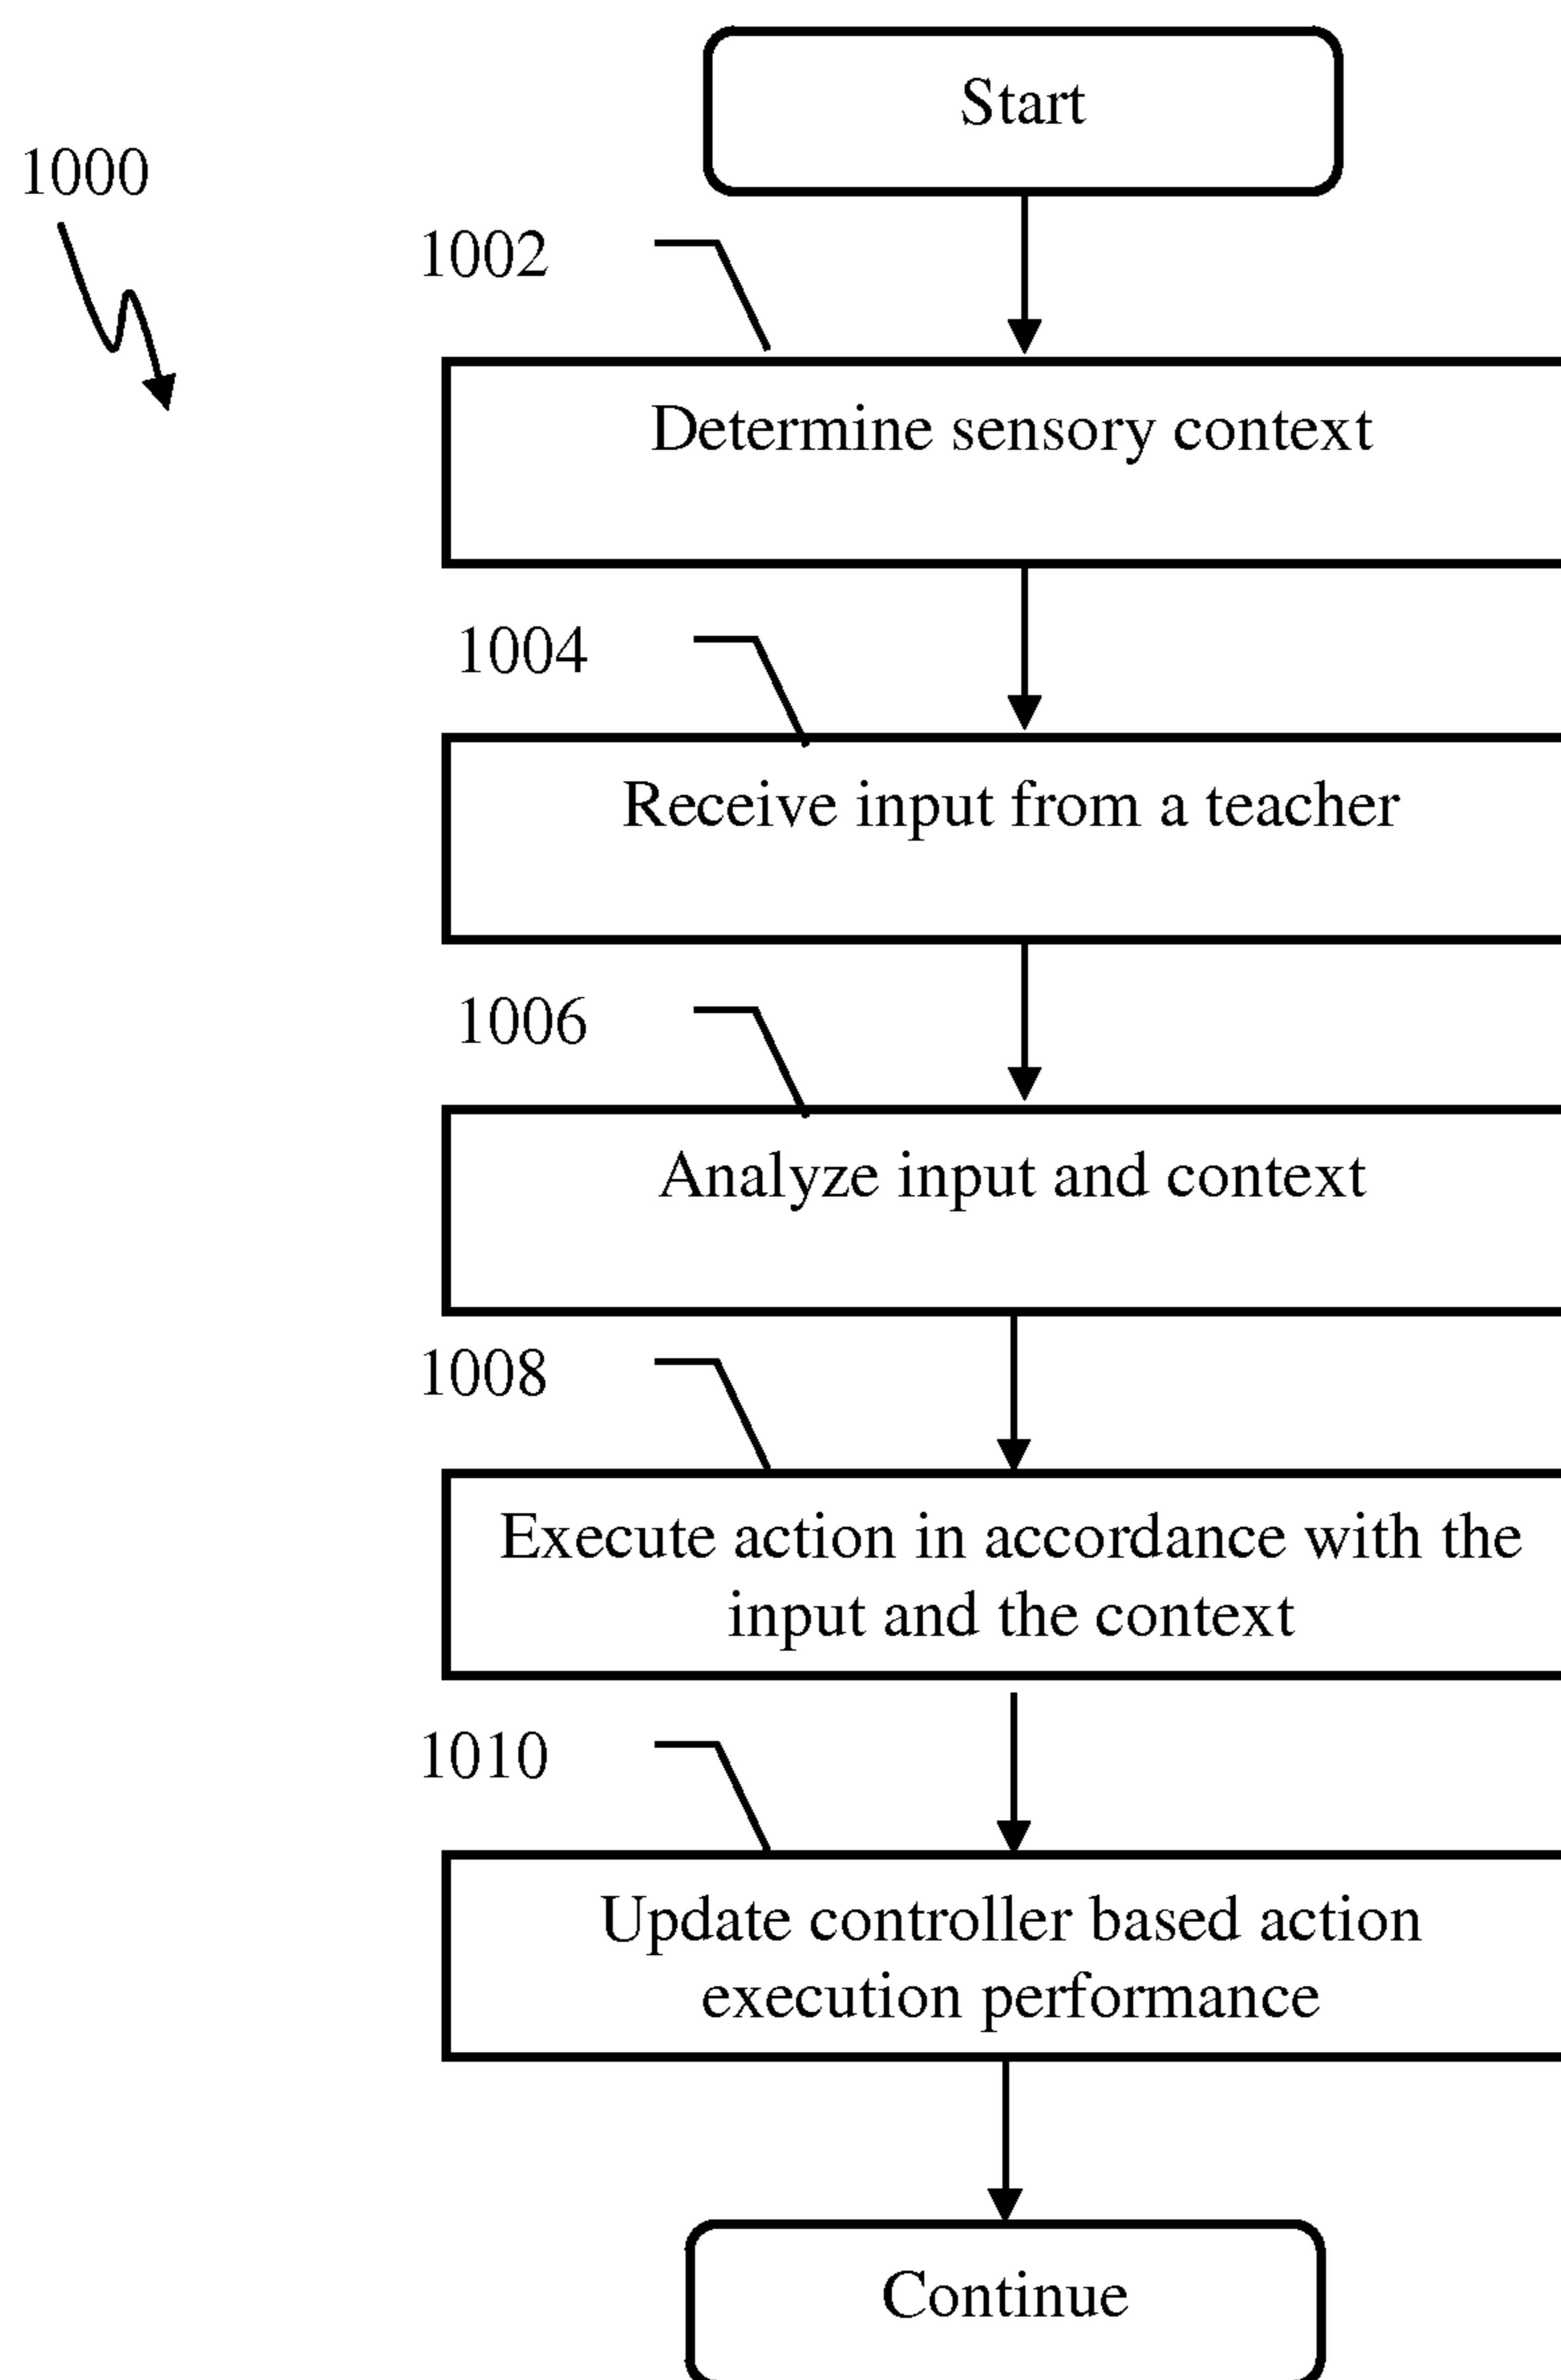 Start
1000
1002
Determine sensory context
1004
Receive input from a teacher
1006
Analyze input and context
1008
Execute action in accordance with the
input and the context
1010
Update controller based action
execution performance
Continue